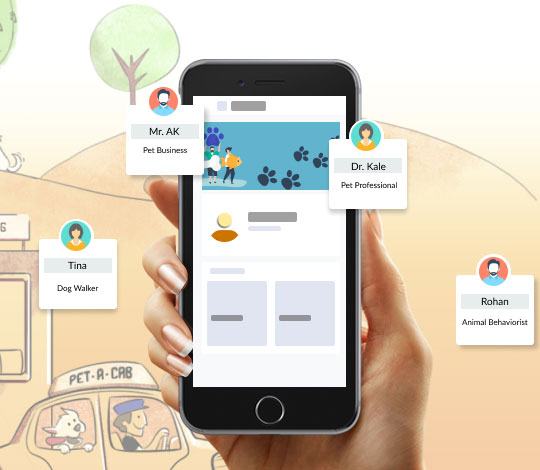 Mr. AK
Pet Business
Dr. Kale
Pet Professional
Tina
Dog Walker
Rohan
Animal Behaviorist
PET-A-CAB